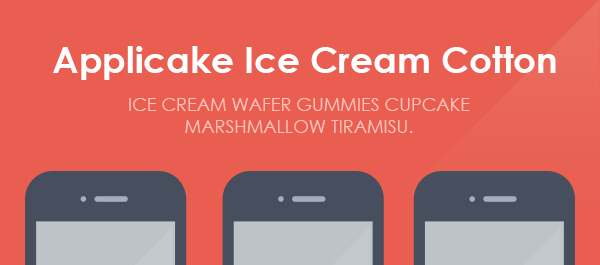 Applicake Ice Cream Cotton
ICE CREAM WAFER GUMMIES CUPCAKE
MARSHMALLOW TIRAMISU.